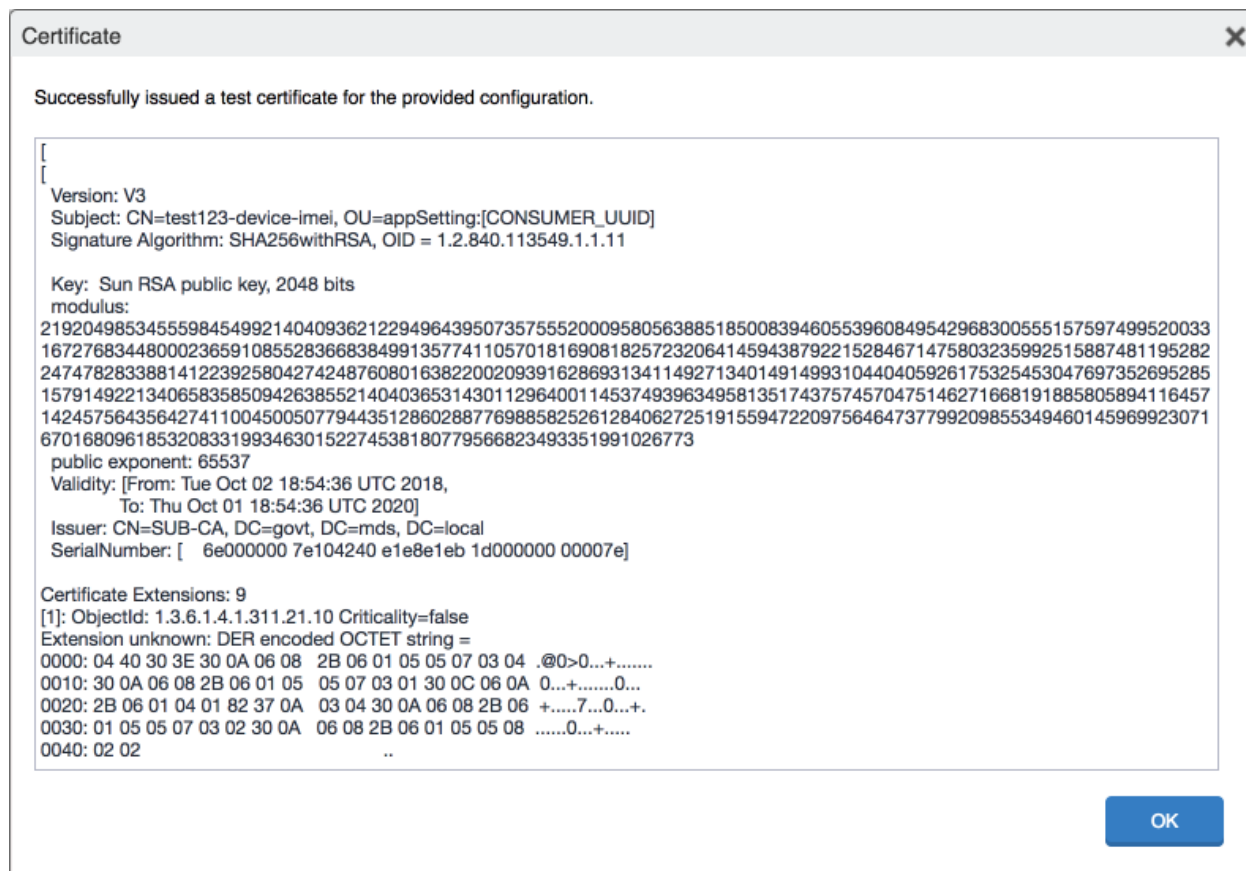 Certificate
Successfully issued a test certificate for the provided configuration.
[
[
Version: V3
Subject: CN=test123-device-imei, OU=appSetting:[CONSUMER_UUID]
Signature Algorithm: SHA256withRSA, OID = 1.2.840.113549.1.1.11
Key: Sun RSA public key, 2048 bits
modulus:
21920498534555984549921404093621229496439507357555200095805638851850083946055396084954296830055515759749952003​3
16727683448000236591085528366838499135774110570181690818257232064145943879221528467147580323599251588748119528​2
22474782833881412239258042742487608016382200209391628693134114927134014914993104404059261753254530476973526952​85
15791492213406583585094263855214040365314301129640011453749396349581351743757457047514627166819188580589411645​7
14245756435642741100450050779443512860288776988582526128406272519155947220975646473779920985534946014596992307​1
670168096185320833199346301522745381807795668234933519910267​73
public exponent: 65537
Validity: [From: Tue Oct 02 18:54:36 UTC 2018,
To: Thu Oct 01 18:54:36 UTC 2020]
Issuer: CN=SUB-CA, DC=govt, DC=mds, DC=local
SerialNumber: [ 6e000000 7e104240 e1e8e1eb 1d000000 00007e]
Certificate Extensions: 9
[1]: ObjectId: 1.3.6.1.4.1.311.21.10 Criticality=false
Extension unknown: DER encoded OCTET string =
0000: 04 40 30 3E 30 0A 06 08 2B 06 01 05 05 07 03 04 .@0>0...+.......
0010: 30 0A 06 08 2B 06 01 05 05 07 03 01 30 0C 06 0A 0...+.......0...
0020: 2B 06 01 04 01 82 37 0A 03 04 30 0A 06 08 2B 06 +.....7...0...+.
0030: 01 05 05 07 03 02 30 0A 06 08 2B 06 01 05 05 08 ......0...+.....
0040: 02 02 ..
OK